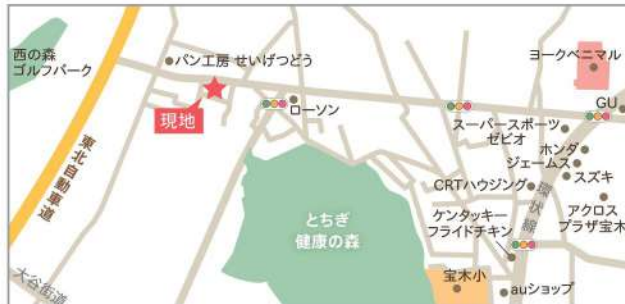 西の森
ゴルフパーク
パン工房 せいげつどう
現地
ローソン
東北自動車道
大谷街道
とちぎ
健康の森
ヨークベニマル
GU
スーパースポーツ
ゼビオ
ホンダ
ジェームス
スズキ
CRTハウジング
環状線
アクロス
プラザ宝木
ケンタッキー
フライドチキン
宝木小
auショップ